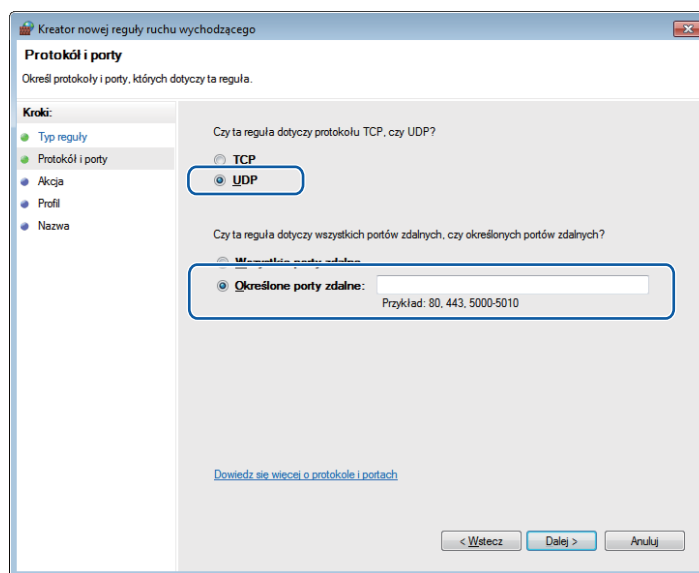 Kreator nowej reguły ruchu wychodzącego
Protokół i porty
Określ protokoły i porty, których dotyczy ta reguła.
Kroki:
Typ reguły
Protokół i porty
Akcja
Profil
Nazwa
Czy ta reguła dotyczy protokołu TCP, czy UDP?
TCP
UDP
Czy ta reguła dotyczy wszystkich portów zdalnych, czy określonych portów zdalnych?
Wszystkie porty zdalne
Określone porty zdalne:
Przykład: 80, 443, 5000-5010
Dowiedz się więcej o protokole i portach
< Wstecz
Dalej >
Anuluj